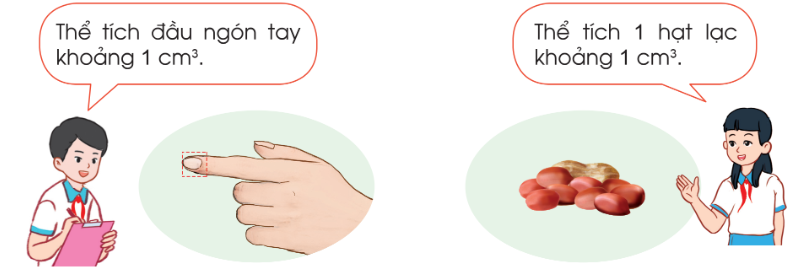 Thể tích đầu ngón tay
khoảng 1 cm³.
Thể tích 1 hạt lạc
khoảng 1 cm³.